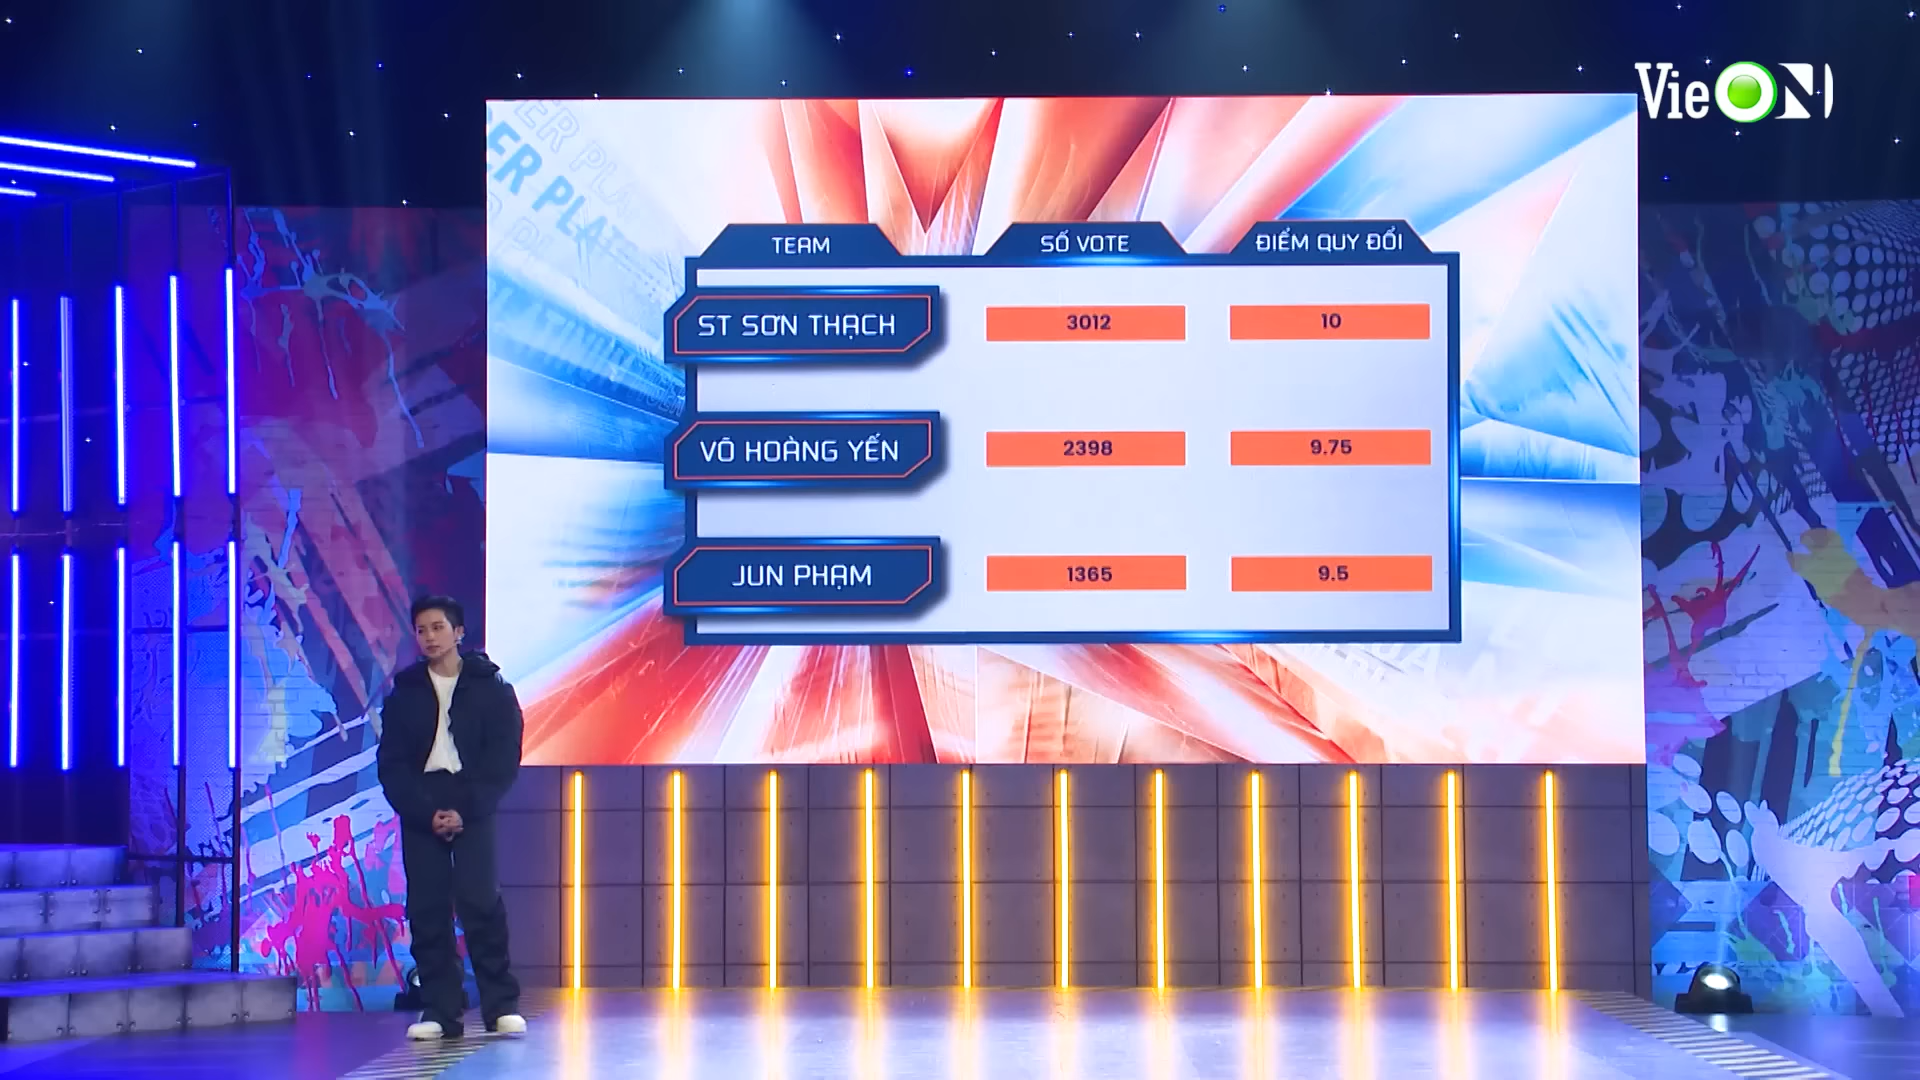 VieON
TEAM SỐ VOTE ĐIỂM QUY ĐỔI
ST SƠN THẠCH 3012 10
VÕ HOÀNG YẾN 2398 9.75
JUN PHẠM 1365 9.5